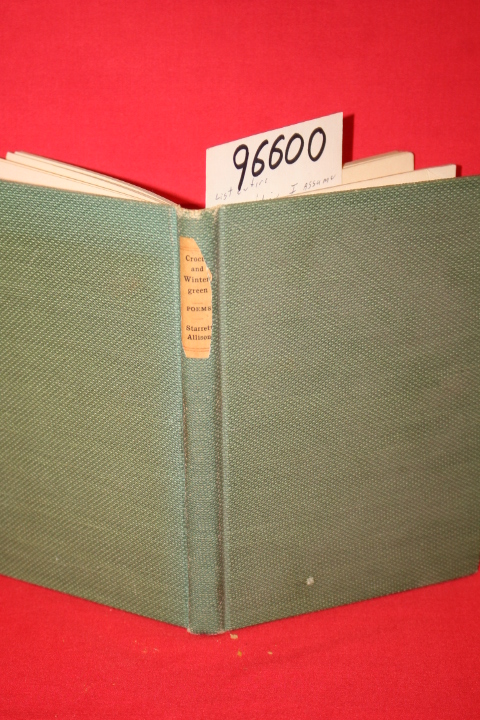 96600
I assume
Croc
and
Winter
green
POEMS
Starrett
Allison